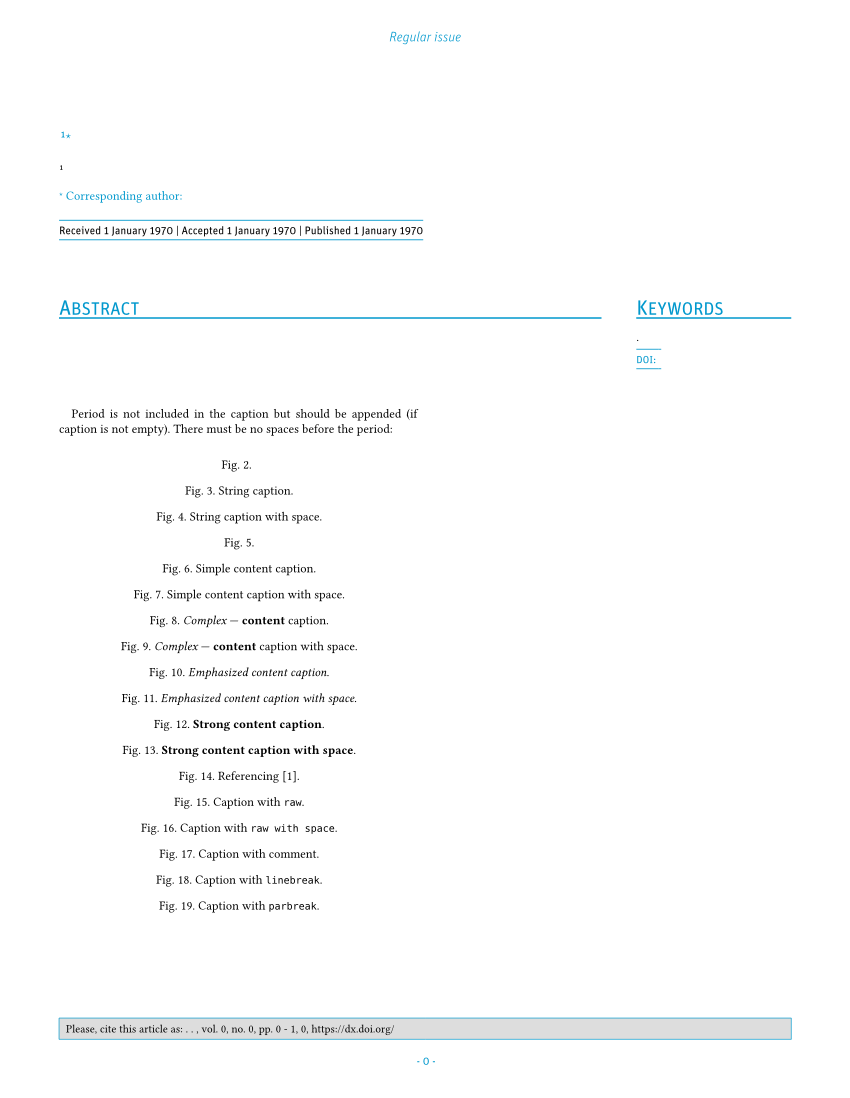 Regular issue
1*
1
* Corresponding author:
Received 1 January 1970 | Accepted 1 January 1970 | Published 1 January 1970
ABSTRACT
KEYWORDS
.
DOI:
Period is not included in the caption but should be appended (if
caption is not empty). There must be no spaces before the period:
Fig. 2.
Fig. 3. String caption.
Fig. 4. String caption with space.
Fig. 5.
Fig. 6. Simple content caption.
Fig. 7. Simple content caption with space.
Fig. 8. Complex — content caption.
Fig. 9. Complex — content caption with space.
Fig. 10. Emphasized content caption.
Fig. 11. Emphasized content caption with space.
Fig. 12. Strong content caption.
Fig. 13. Strong content caption with space.
Fig. 14. Referencing [1].
Fig. 15. Caption with raw.
Fig. 16. Caption with raw with space.
Fig. 17. Caption with comment.
Fig. 18. Caption with linebreak.
Fig. 19. Caption with parbreak.
Please, cite this article as: . . , vol. 0, no. 0, pp. 0 - 1, 0, https://dx.doi.org/
- 0 -